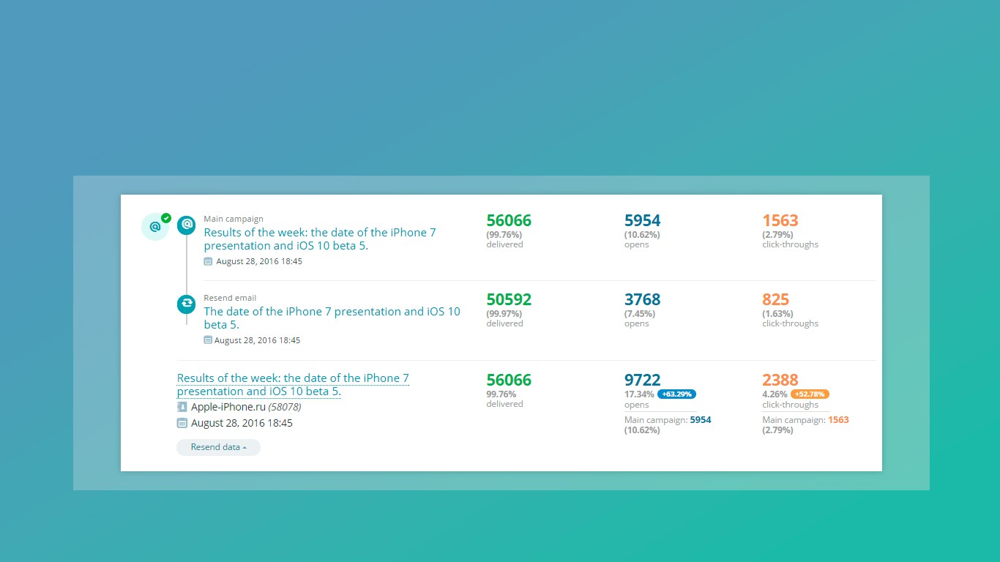 Main campaign
Results of the week: the date of the iPhone 7
presentation and iOS 10 beta 5.
August 28, 2016 18:45
56066
(99.76%)
delivered
5954
(10.62%)
opens
1563
(2.79%)
click-throughs
Resend email
The date of the iPhone 7 presentation and iOS 10
beta 5.
August 28, 2016 18:45
50592
(99.97%)
delivered
3768
(7.45%)
opens
825
(1.63%)
click-throughs
Results of the week: the date of the iPhone 7
presentation and iOS 10 beta 5.
Apple-iPhone.ru (58078)
August 28, 2016 18:45
Resend data
56066
99.76%
delivered
9722
17.34% +63.29%
opens
Main campaign: 5954
(10.62%)
2388
4.26% +52.78%
click-throughs
Main campaign: 1563
(2.79%)